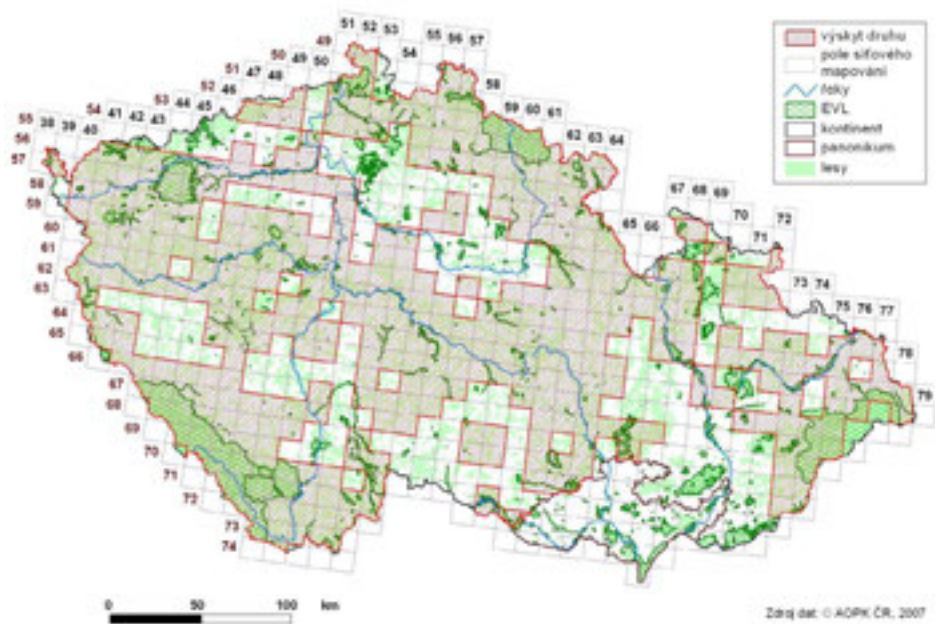 51 52 53
54
55 56 57
58
59 60 61
62 63 64
65 66
67 68 69
70
71 72
73 74
75 76 77
78
79
49
50 49 50
51 47 48
52 46
53 44 45
54 41 42 43
55 38 39 40
56
57
58
59
60
61
62
63
64
65
66
67
68
69
70
71
72
73
74
výskyt druhu
pole síťového
mapování
řeky
EVL
kontinent
panonikum
lesy
0 50 100 km
Zdroj dat: © AOPK ČR, 2007